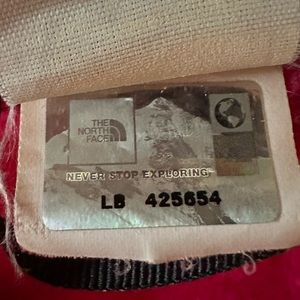 THE
NORTH
FACE
NEVER STOP EXPLORING
LB 425654